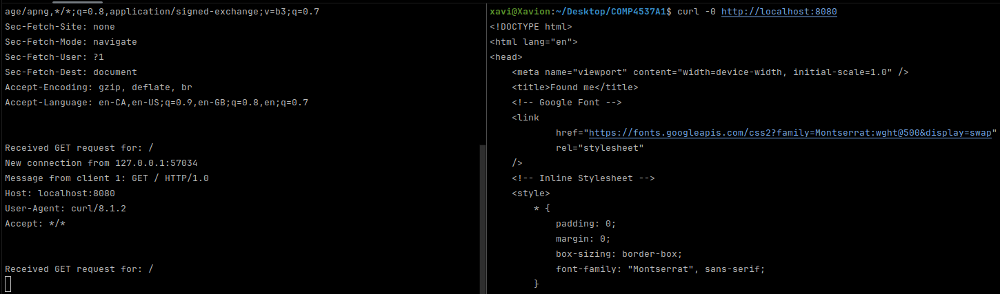 age/apng,*/*;q=0.8,application/signed-exchange;v=b3;q=0.7
Sec-Fetch-Site: none
Sec-Fetch-Mode: navigate
Sec-Fetch-User: ?1
Sec-Fetch-Dest: document
Accept-Encoding: gzip, deflate, br
Accept-Language: en-CA,en-US;q=0.9,en-GB;q=0.8,en;q=0.7
Received GET request for: /
New connection from 127.0.0.1:57034
Message from client 1: GET / HTTP/1.0
Host: localhost:8080
User-Agent: curl/8.1.2
Accept: */*
Received GET request for: /
xavi@Xavion:~/Desktop/COMP4537A1$ curl -0 http://localhost:8080
<!DOCTYPE html>
<html lang="en">
<head>
    <meta name="viewport" content="width=device-width, initial-scale=1.0" />
    <title>Found me</title>
    <!-- Google Font -->
    <link
            href="https://fonts.googleapis.com/css2?family=Montserrat:wght@500&display=swap"
            rel="stylesheet"
    />
    <!-- Inline Stylesheet -->
    <style>
        * {
            padding: 0;
            margin: 0;
            box-sizing: border-box;
            font-family: "Montserrat", sans-serif;
        }